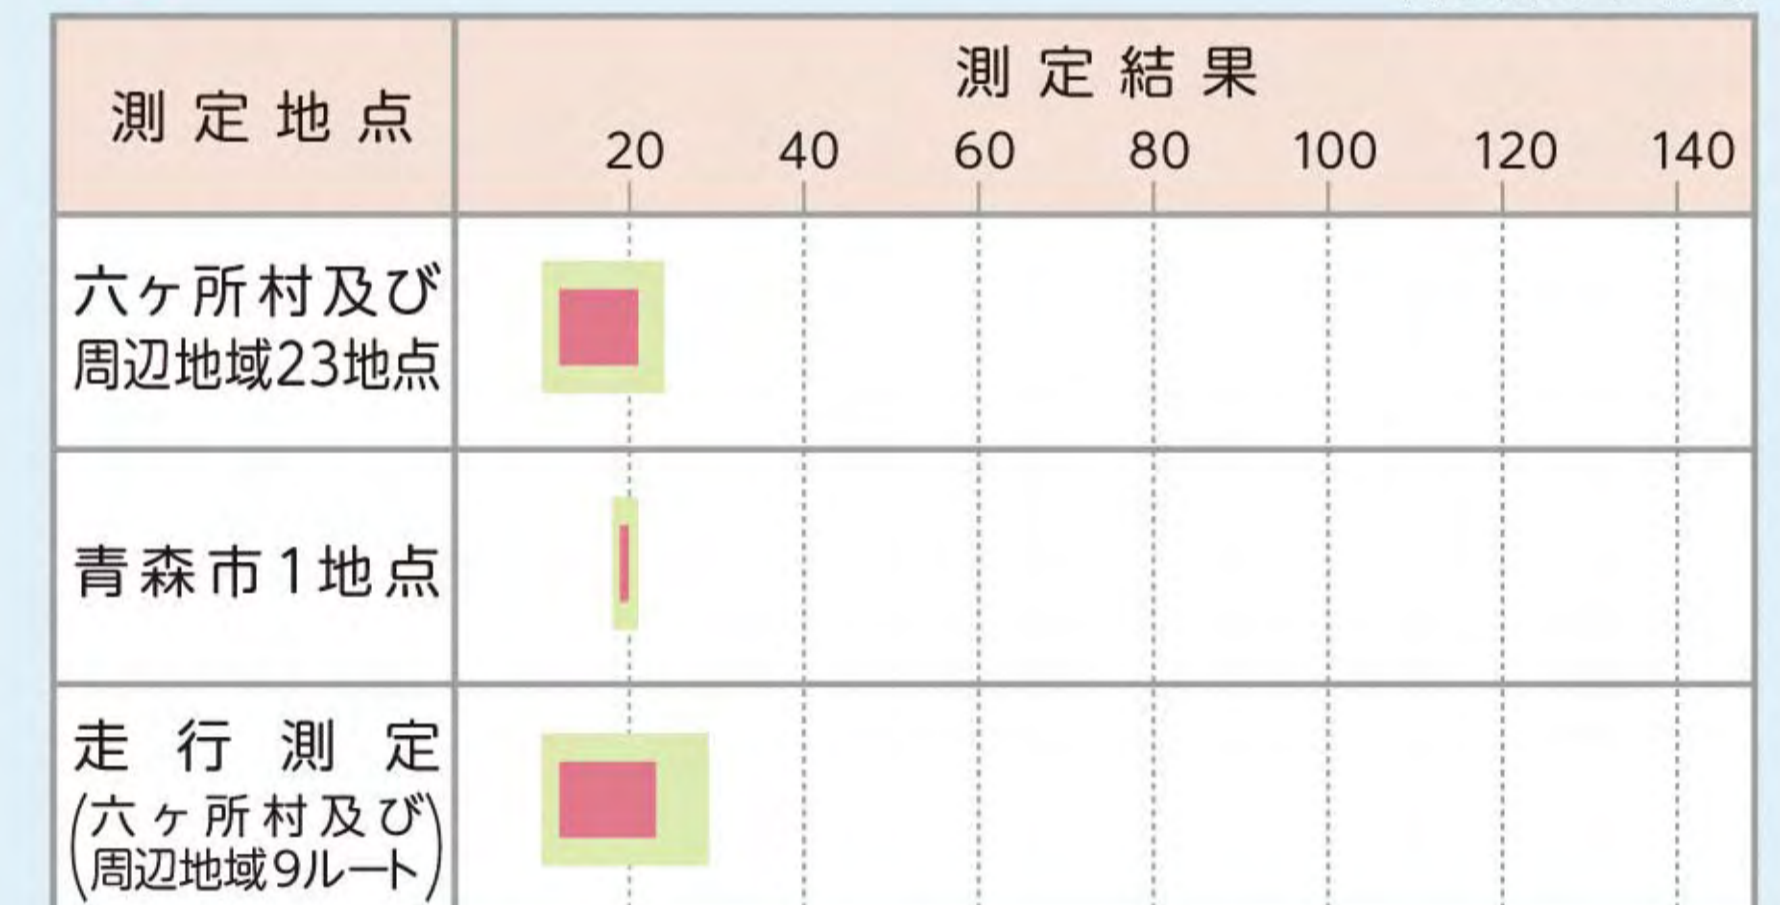 測定地点
測定結果
20 40 60 80 100 120 140
六ヶ所村及び
周辺地域23地点
青森市1地点
走行測定
(六ヶ所村及び
周辺地域9ルート)